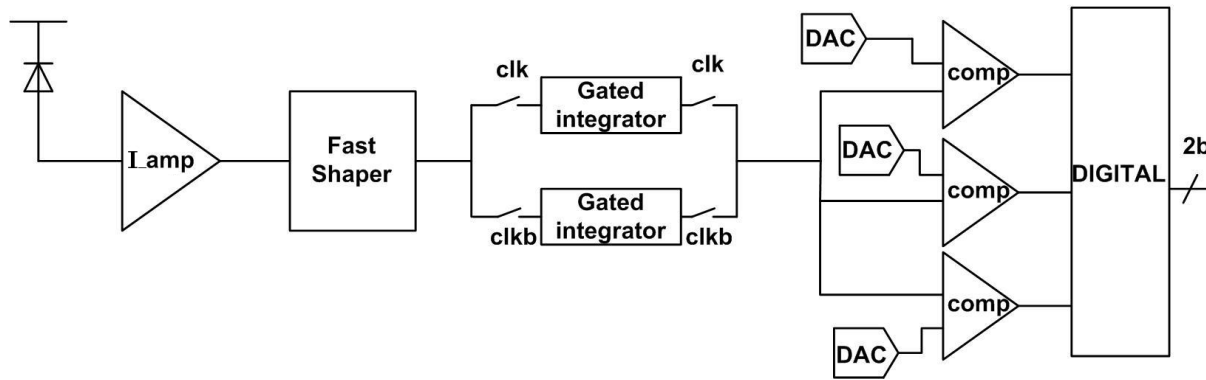 DAC
comp
clk
clk
Gated
integrator
Iamp
Fast
Shaper
DAC
comp
DIGITAL
2b
Gated
integrator
clkb
clkb
comp
DAC